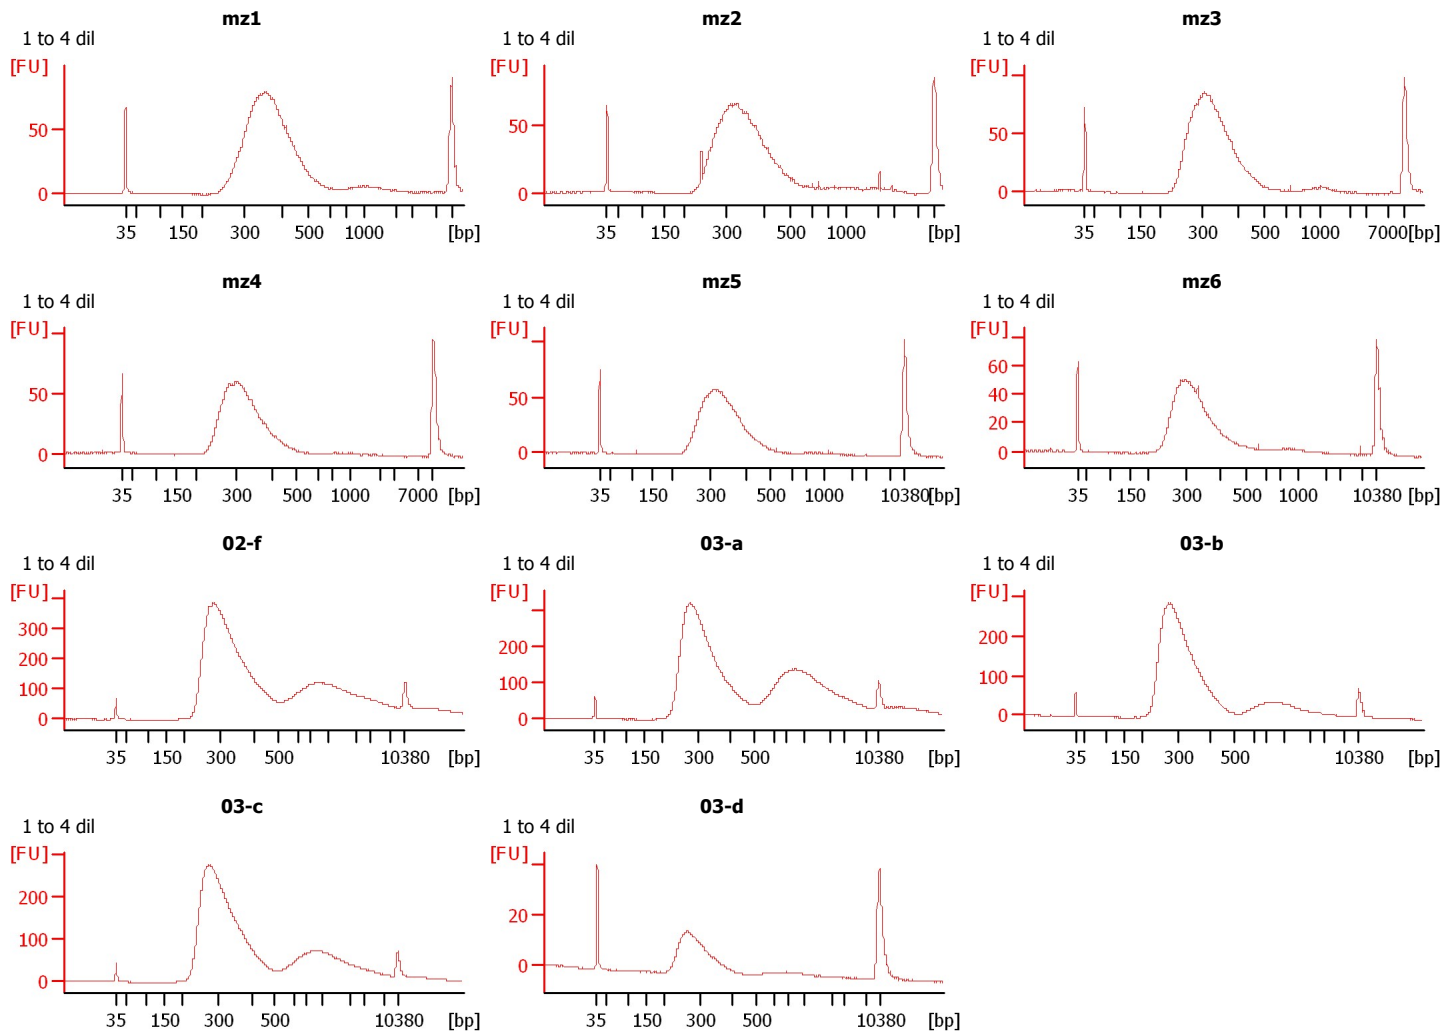 mz1
1 to 4 dil
[FU]
50
0
35 150 300 500 1000 [bp]
mz2
1 to 4 dil
[FU]
50
0
35 150 300 500 1000 [bp]
mz3
1 to 4 dil
[FU]
50
0
35 150 300 500 1000 7000 [bp]
mz4
1 to 4 dil
[FU]
50
0
35 150 300 500 1000 7000 [bp]
mz5
1 to 4 dil
[FU]
50
0
35 150 300 500 1000 10380 [bp]
mz6
1 to 4 dil
[FU]
60
40
20
0
35 150 300 500 1000 10380 [bp]
02-f
1 to 4 dil
[FU]
300
200
100
0
35 150 300 500 10380 [bp]
03-a
1 to 4 dil
[FU]
200
100
0
35 150 300 500 10380 [bp]
03-b
1 to 4 dil
[FU]
200
100
0
35 150 300 500 10380 [bp]
03-c
1 to 4 dil
[FU]
200
100
0
35 150 300 500 10380 [bp]
03-d
1 to 4 dil
[FU]
20
0
35 150 300 500 10380 [bp]